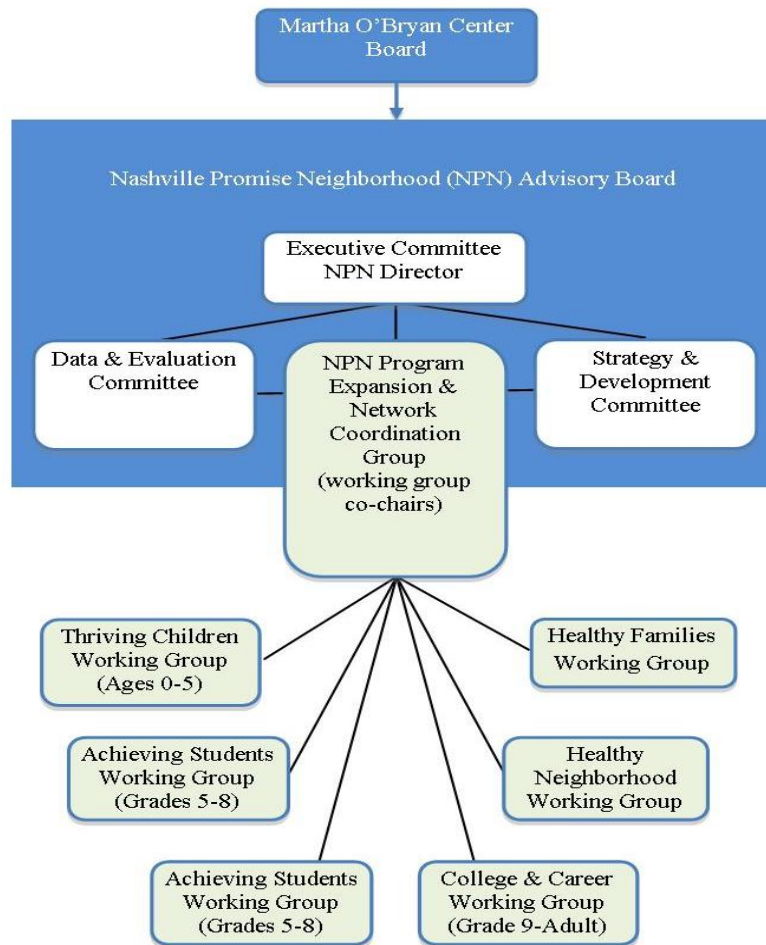 Martha O’Bryan Center
Board
Nashville Promise Neighborhood (NPN) Advisory Board
Executive Committee
NPN Director
Data & Evaluation
Committee
NPN Program
Expansion &
Network
Coordination
Group
(working group
co-chairs)
Strategy &
Development
Committee
Thriving Children
Working Group
(Ages 0-5)
Healthy Families
Working Group
Achieving Students
Working Group
(Grades 5-8)
Healthy
Neighborhood
Working Group
Achieving Students
Working Group
(Grades 5-8)
College & Career
Working Group
(Grade 9-Adult)